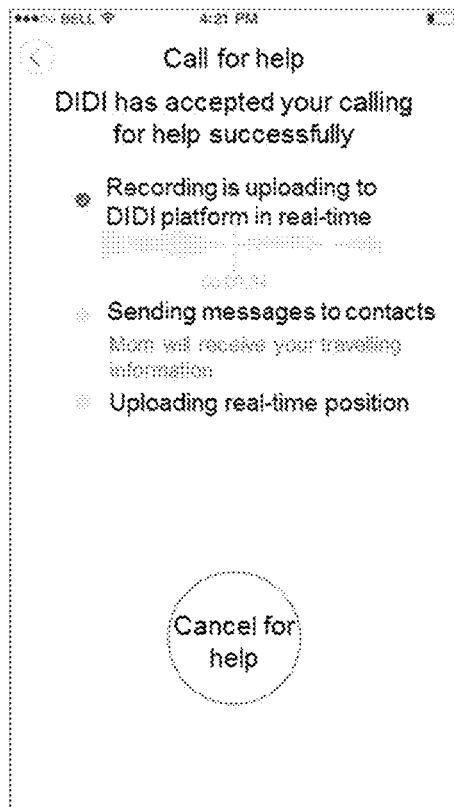 BELL 4:21 PM
Call for help
DIDI has accepted your calling
for help successfully
Recording is uploading to
DIDI platform in real-time
Sending messages to contacts
Mom will receive your travelling
information
Uploading real-time position
Cancel for
help